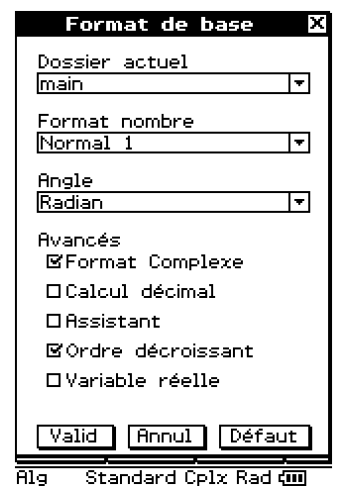 Format de base
Dossier actuel
main
Format nombre
Normal 1
Angle
Radian
Avancés
Format Complexe
Calcul décimal
Assistant
Ordre décroissant
Variable réelle
Valid Annul Défaut
Alg Standard Cplx Rad